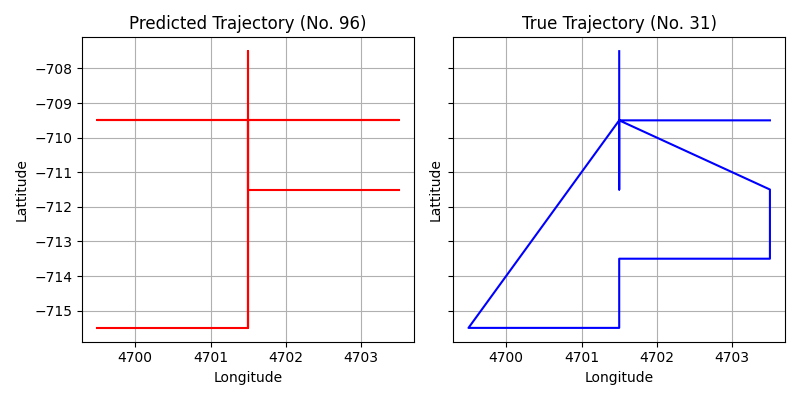 Predicted Trajectory (No. 96)
True Trajectory (No. 31)
−708
−709
−710
−711
−712
−713
−714
−715
Lattitude
Lattitude
4700 4701 4702 4703
4700 4701 4702 4703
Longitude
Longitude